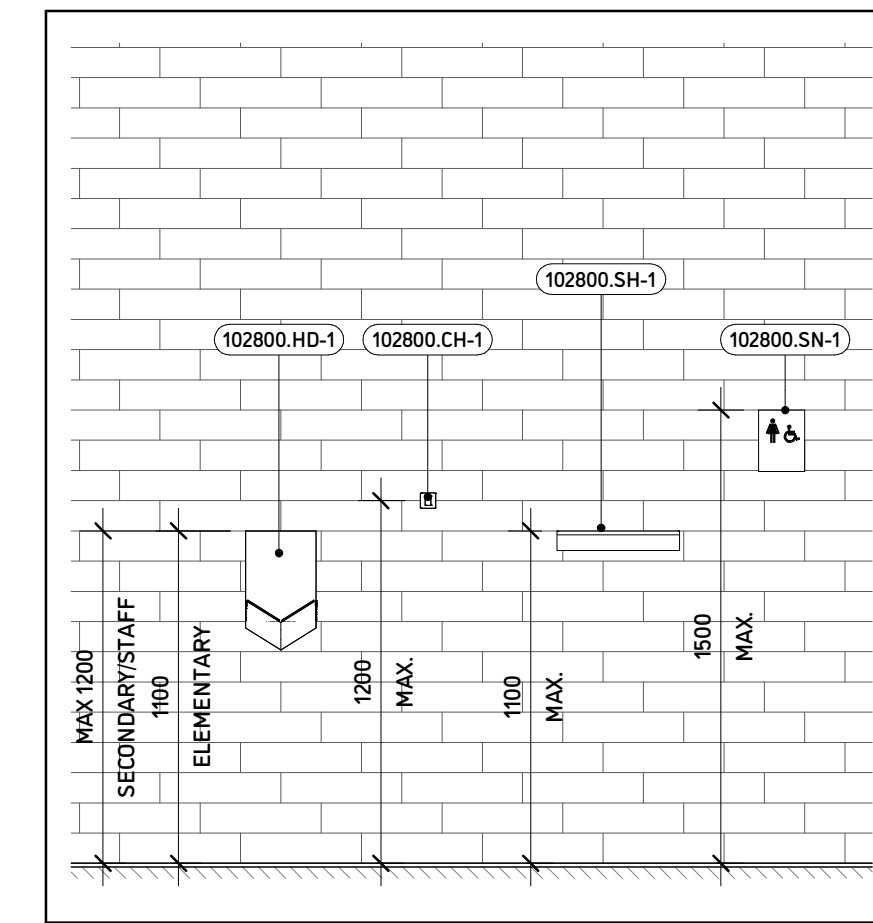 102800.SH-1
102800.HD-1
102800.CH-1
102800.SN-1
MAX 1200
SECONDARY/STAFF
1100
ELEMENTARY
1200
MAX.
1100
MAX.
1500
MAX.